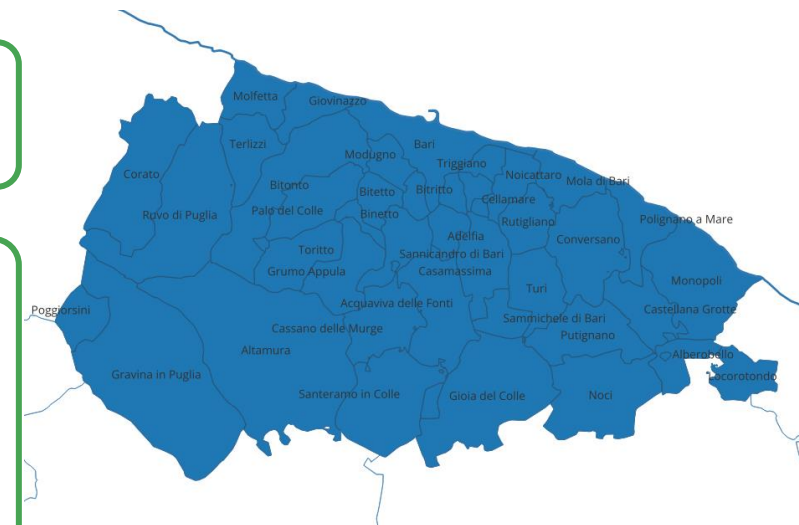 Molfetta
Giovinazzo
Terlizzi
Bari
Modugno
Triggiano
Corato
Noicattaro
Mola di Bari
Bitonto
Bitetto
Bitritto
Cellamare
Ruvo di Puglia
Palo del Colle
Binetto
Rutigliano
Polignano a Mare
Adelfia
Conversano
Toritto
Sannicandro di Bari
Grumo Appula
Casamassima
Monopoli
Turi
Poggiorsini
Acquaviva delle Fonti
Castellana Grotte
Sammichele di Bari
Cassano delle Murge
Putignano
Altamura
Alberobello
Gravina in Puglia
Locorotondo
Santeramo in Colle
Gioia del Colle
Noci